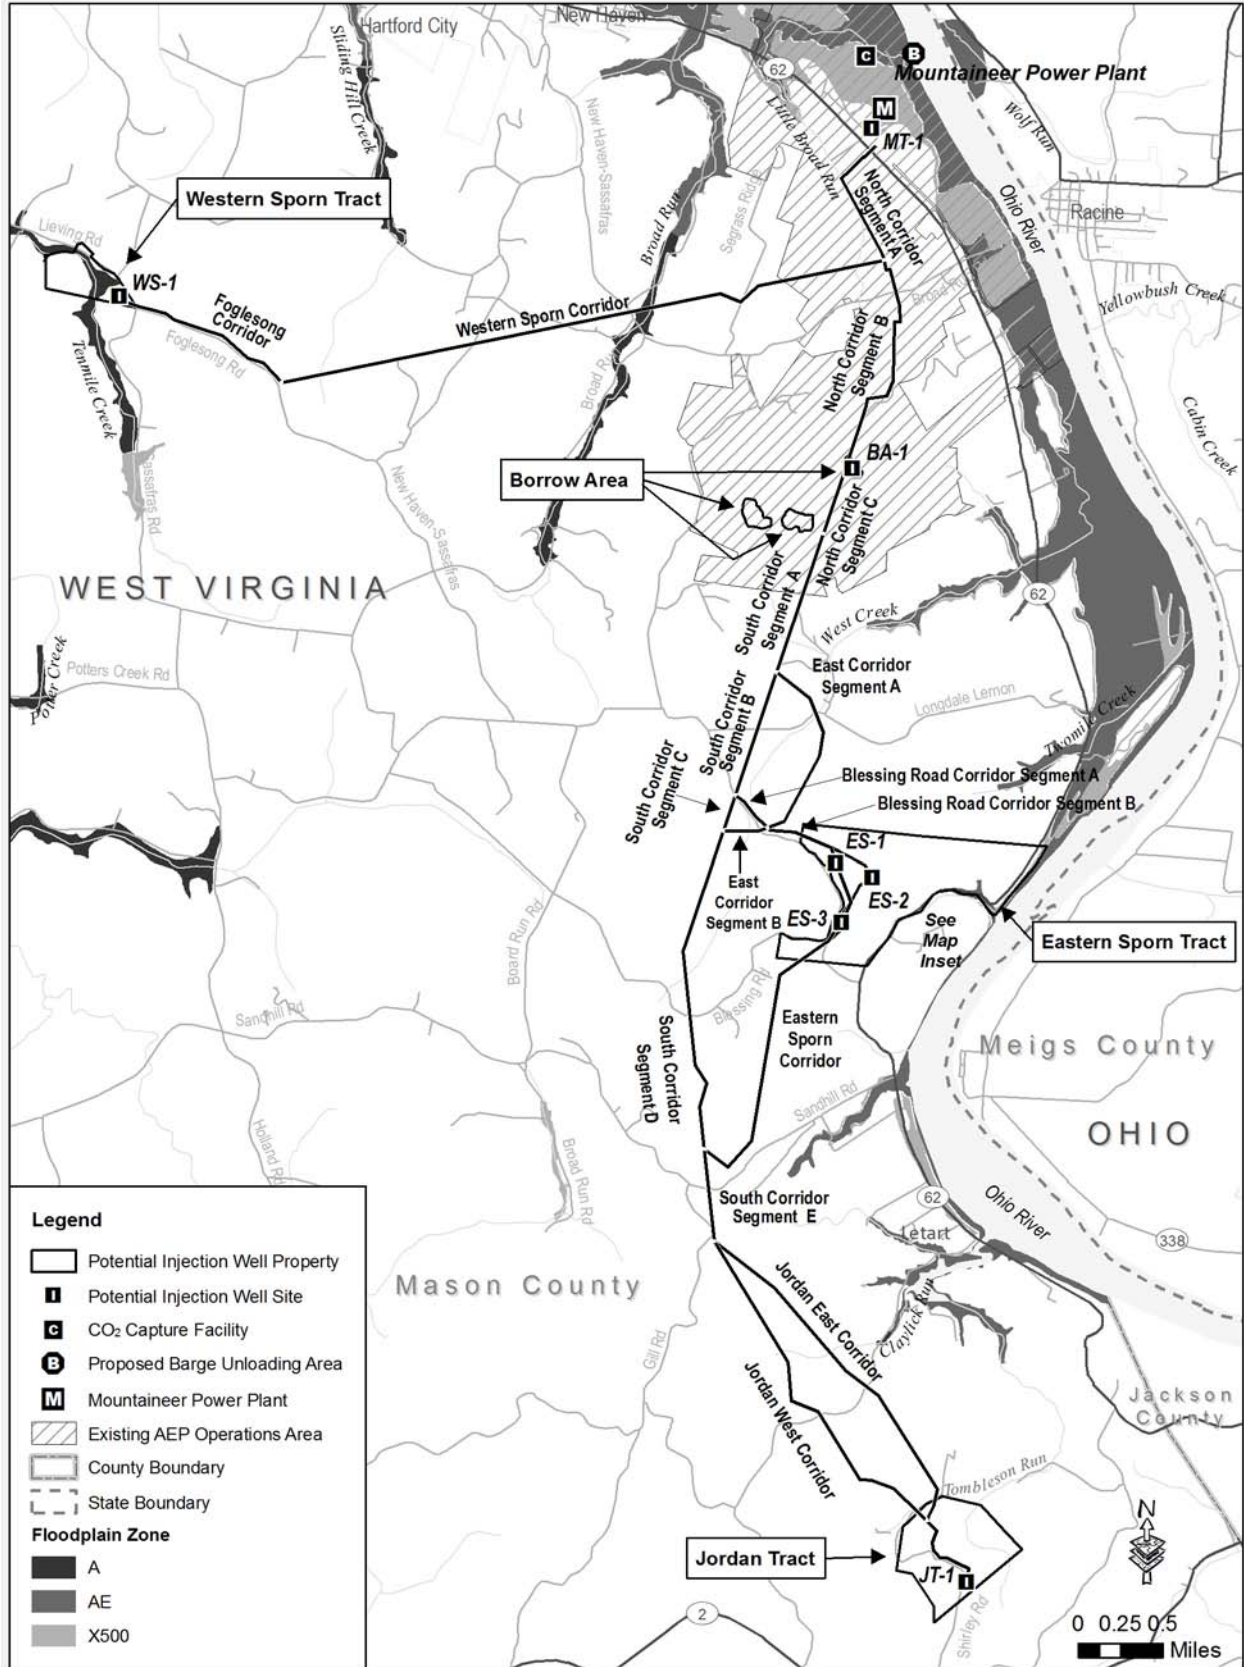 Hartford City
New Haven
Sliding Hill Creek
62
C
B
Mountaineer Power Plant
M
I
MT-1
Little Broad Run
Wolf Run
New Haven-Sassafras
Segrass Ridge
Broad Run
North Corridor
Segment A
Ohio River
Racine
Western Sporn Tract
Lieving Rd
WS-1
I
Foglesong
Corridor
Foglesong Rd
Western Sporn Corridor
Broad Ru
Yellowbush Creek
North Corridor
Segment B
Tenmile Creek
Broad Ru
Cabin Creek
Sassafras Rd
New Haven-Sassafras
Borrow Area
BA-1
I
North Corridor
Segment C
WEST VIRGINIA
South Corridor
Segment A
West Creek
62
Potter Creek
Potters Creek Rd
East Corridor
Segment A
Longdale Lemon
South Corridor
Segment B
Twomile Creek
South Corridor
Segment C
Blessing Road Corridor Segment A
Blessing Road Corridor Segment B
ES-1
I
I
ES-2
East
Corridor
Segment B
ES-3
I
See
Map
Inset
Eastern Sporn Tract
Board Run Rd
Sandhill Rd
Blessing Rd
Eastern
Sporn
Corridor
South Corridor
Segment D
Meigs County
Sandhill Rd
OHIO
Holland Rd
Broad Run Rd
South Corridor
Segment E
62
Ohio River
Letart
338
Mason County
Claylick Run
Jordan East Corridor
Gill Rd
Jordan West Corridor
Jackson
County
Tombleson Run
N
Jordan Tract
JT-1
I
Shirley Rd
2
0 0.25 0.5
Miles
Legend
Potential Injection Well Property
I Potential Injection Well Site
C CO₂ Capture Facility
B Proposed Barge Unloading Area
M Mountaineer Power Plant
Existing AEP Operations Area
County Boundary
State Boundary
Floodplain Zone
A
AE
X500